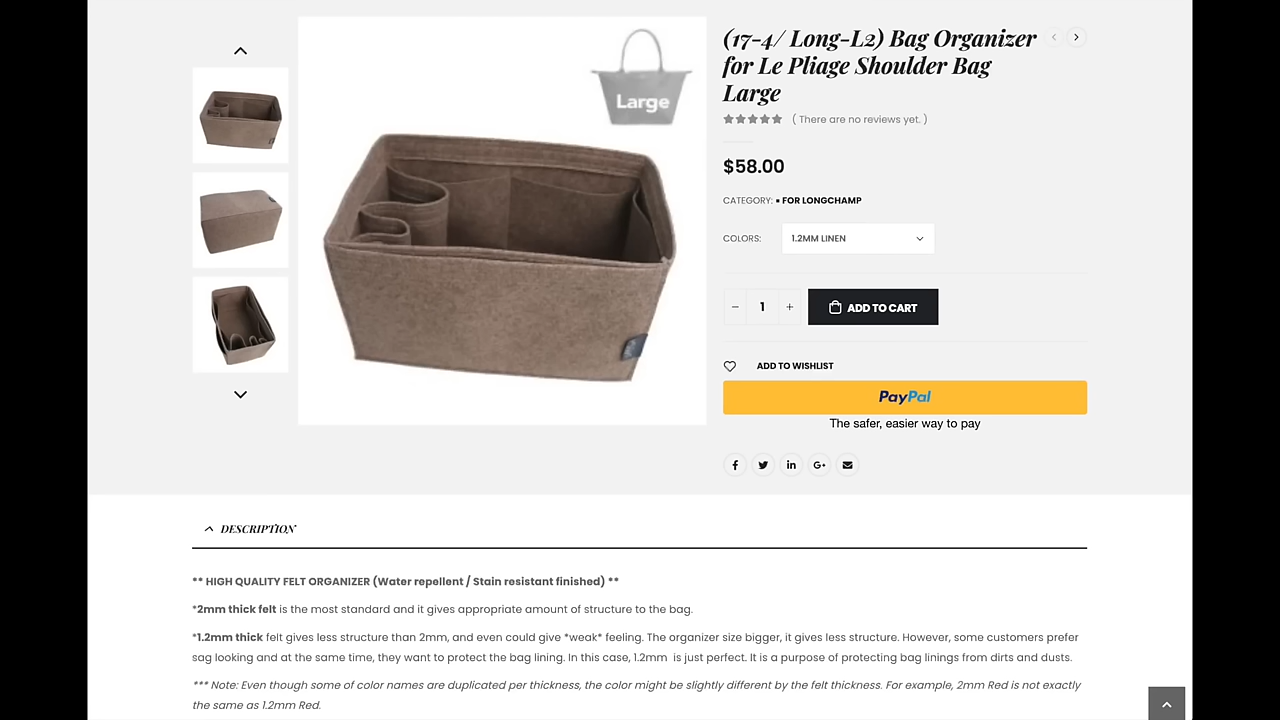 Large
(17-4/ Long-L2) Bag Organizer
for Le Pliage Shoulder Bag
Large
( There are no reviews yet. )
$58.00
CATEGORY: ▪ FOR LONGCHAMP
COLORS: 1.2MM LINEN
− 1 + ADD TO CART
ADD TO WISHLIST
PayPal
The safer, easier way to pay
DESCRIPTION
** HIGH QUALITY FELT ORGANIZER (Water repellent / Stain resistant finished) **
*2mm thick felt is the most standard and it gives appropriate amount of structure to the bag.
*1.2mm thick felt gives less structure than 2mm, and even could give *weak* feeling. The organizer size bigger, it gives less structure. However, some customers prefer
sag looking and at the same time, they want to protect the bag lining. In this case, 1.2mm is just perfect. It is a purpose of protecting bag linings from dirts and dusts.
*** Note: Even though some of color names are duplicated per thickness, the color might be slightly different by the felt thickness. For example, 2mm Red is not exactly
the same as 1.2mm Red.